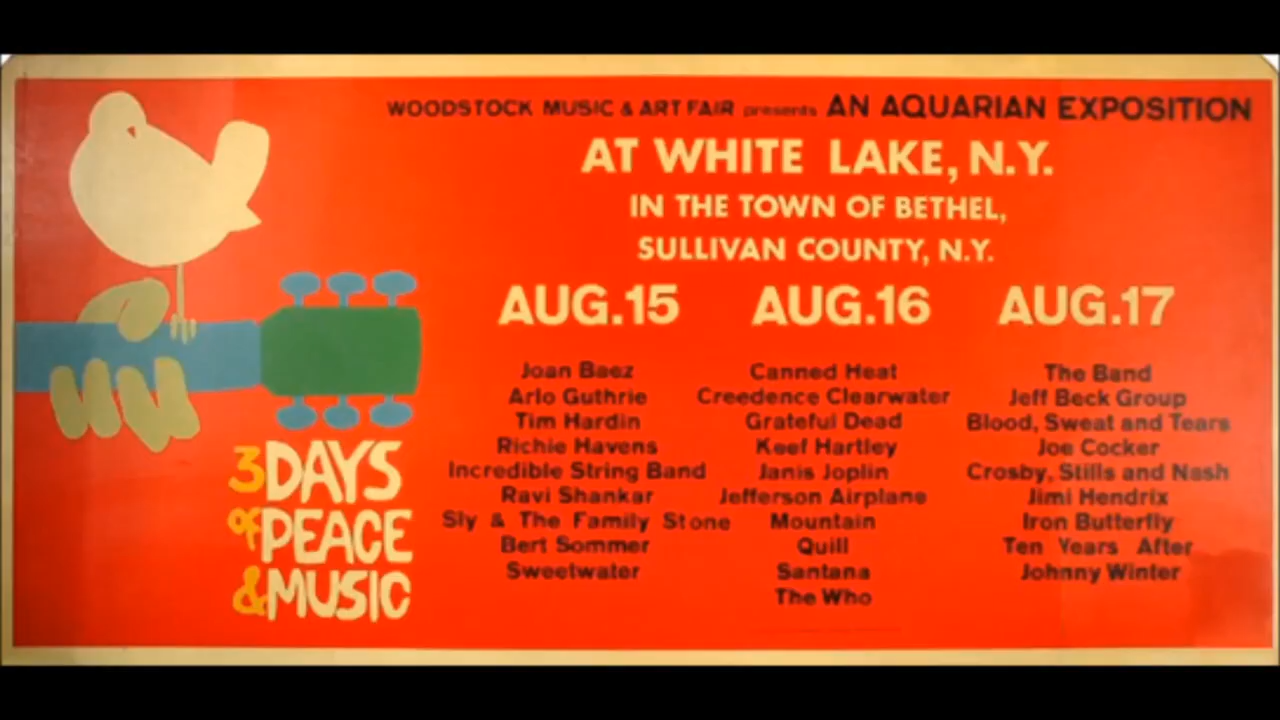 WOODSTOCK MUSIC & ART FAIR presents AN AQUARIAN EXPOSITION
AT WHITE LAKE, N.Y.
IN THE TOWN OF BETHEL,
SULLIVAN COUNTY, N.Y.
AUG.15
Joan Baez
Arlo Guthrie
Tim Hardin
Richie Havens
Incredible String Band
Ravi Shankar
Sly & The Family Stone
Bert Sommer
Sweetwater
AUG.16
Canned Heat
Creedence Clearwater
Grateful Dead
Keef Hartley
Janis Joplin
Jefferson Airplane
Mountain
Quill
Santana
The Who
AUG.17
The Band
Jeff Beck Group
Blood, Sweat and Tears
Joe Cocker
Crosby, Stills and Nash
Jimi Hendrix
Iron Butterfly
Ten Years After
Johnny Winter
3 DAYS
of PEACE
& MUSIC